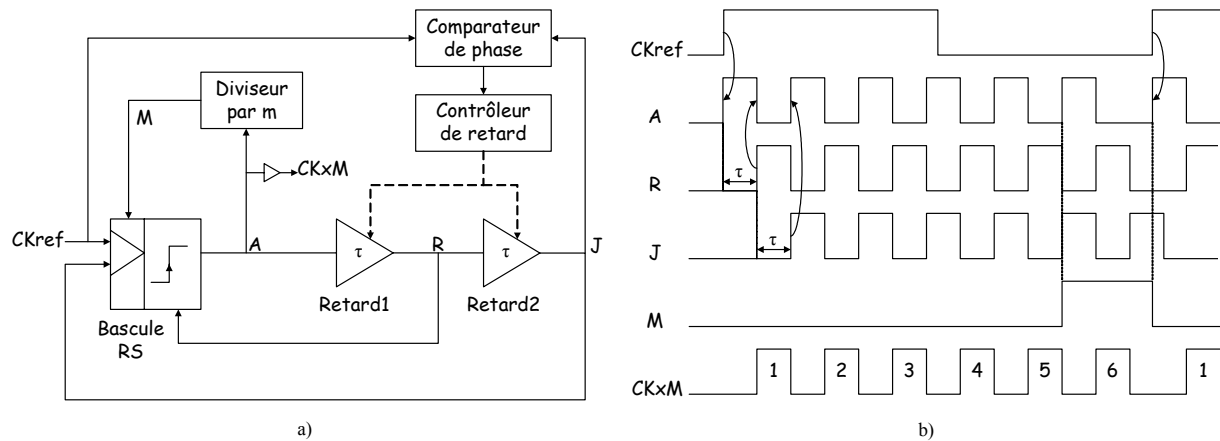 Comparateur
de phase
Diviseur
par m
Contrôleur
de retard
M
CKxM
CKref
A
R
J
τ
τ
Retard1
Retard2
Bascule
RS
a)
CKref
A
R
τ
J
τ
M
CKxM
1
2
3
4
5
6
1
b)